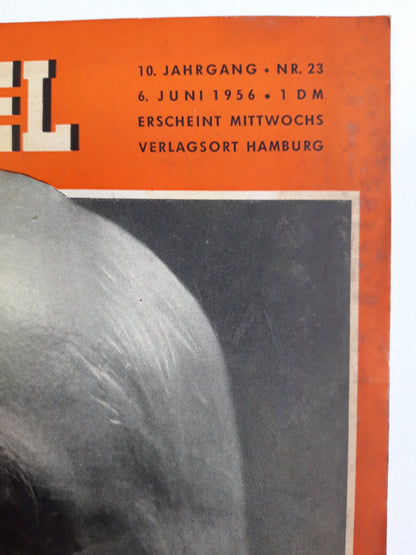 EL
10. JAHRGANG • NR. 23
6. JUNI 1956 • 1 DM
ERSCHEINT MITTWOCHS
VERLAGSORT HAMBURG